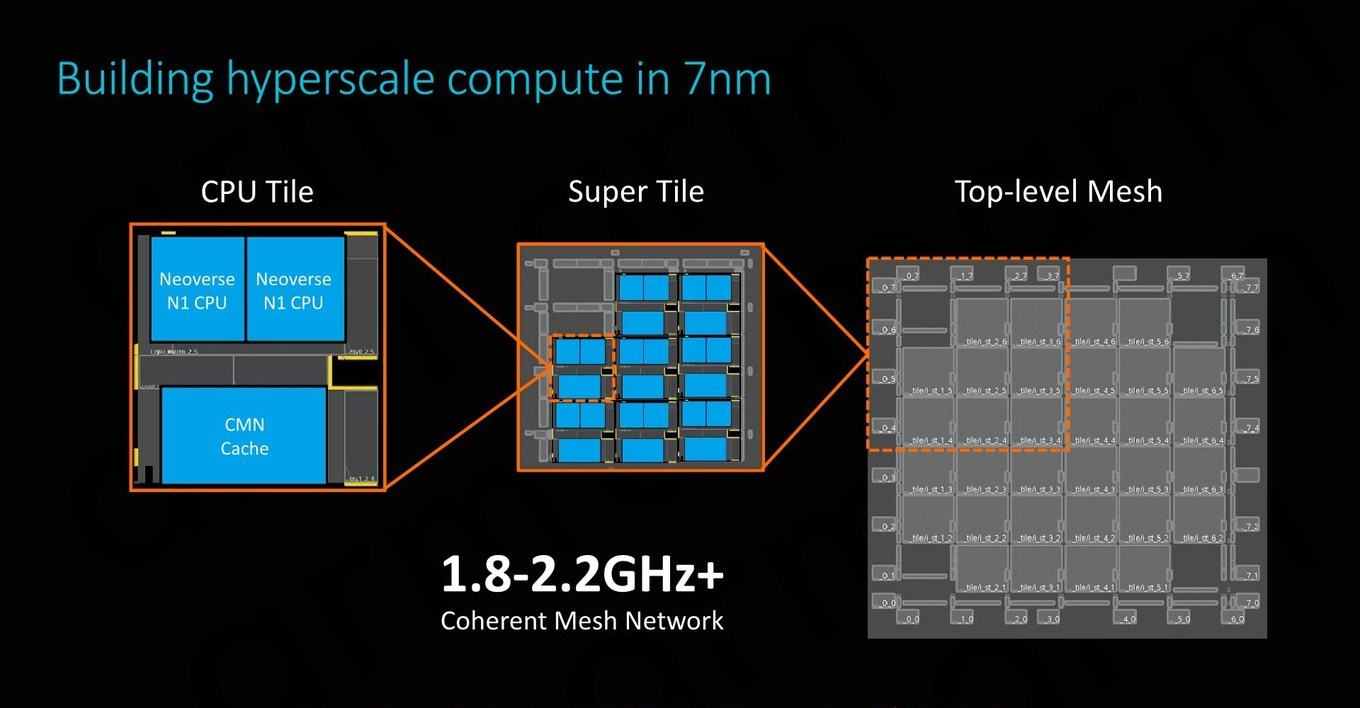 Building hyperscale compute in 7nm
CPU Tile
Super Tile
Top-level Mesh
Neoverse
N1 CPU
Neoverse
N1 CPU
CMN
Cache
1.8-2.2GHz+
Coherent Mesh Network
_0_7
_1_7
_2_7
_3_7
_6_7
_0_7
_7_7
_0_6
_tile/i_st_2_6
_tile/i_st_3_6
_tile/i_st_4_6
_tile/i_st_5_6
_7_6
_0_5
_tile/i_st_1_5
_tile/i_st_2_5
_tile/i_st_3_5
_tile/i_st_4_5
_tile/i_st_5_5
_tile/i_st_6_5
_7_5
_0_4
_tile/i_st_1_4
_tile/i_st_2_4
_tile/i_st_3_4
_tile/i_st_4_4
_tile/i_st_5_4
_tile/i_st_6_4
_7_4
_0_3
_tile/i_st_1_3
_tile/i_st_2_3
_tile/i_st_3_3
_tile/i_st_4_3
_tile/i_st_5_3
_tile/i_st_6_3
_0_2
_tile/i_st_1_2
_tile/i_st_2_2
_tile/i_st_3_2
_tile/i_st_4_2
_tile/i_st_5_2
_tile/i_st_6_2
_7_2
_0_1
_tile/i_st_2_1
_tile/i_st_3_1
_tile/i_st_4_1
_tile/i_st_5_1
_7_1
_0_0
_7_0
_0_0
_1_0
_2_0
_3_0
_4_0
_5_0
_6_0